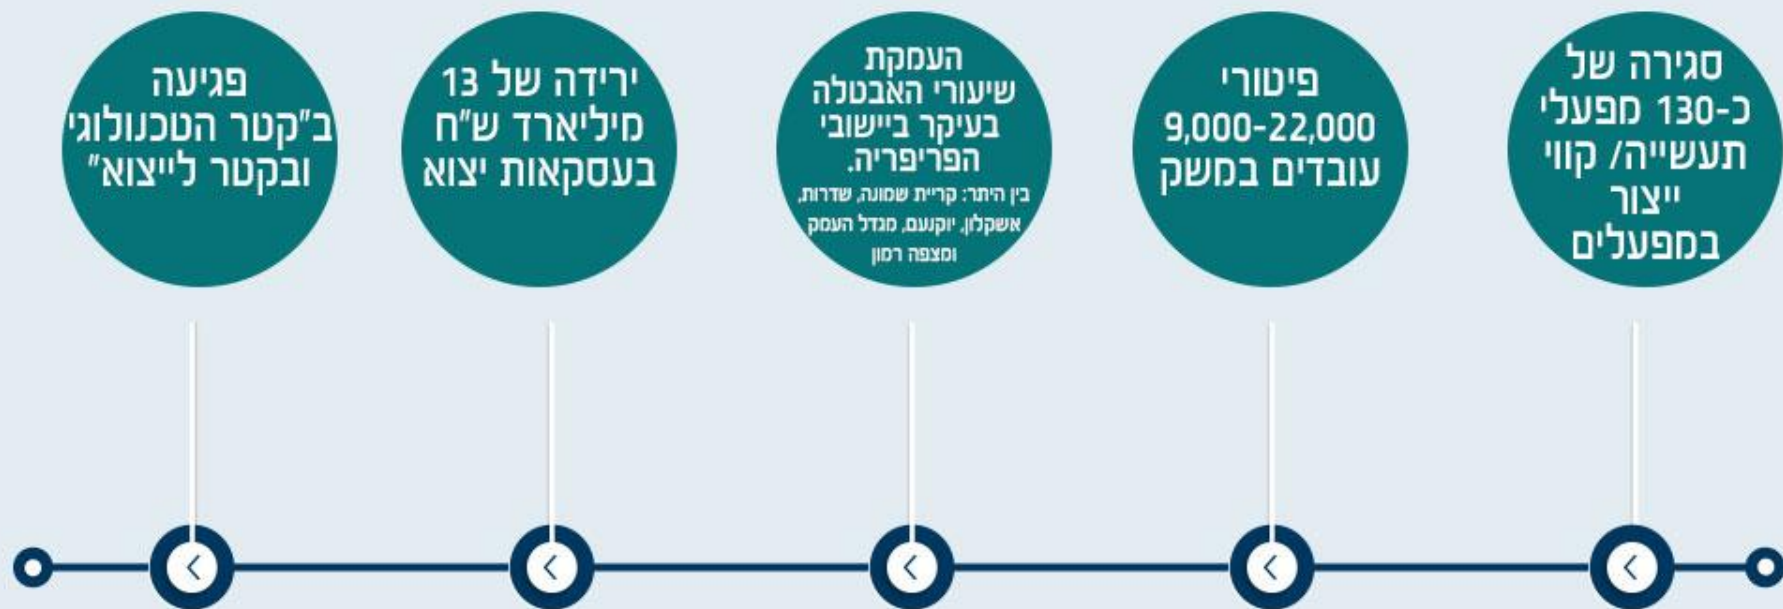 סגירה של
כ-130 מפעלי
תעשייה/ קווי
ייצור
במפעלים
פיטורי
9,000-22,000
עובדים במשק
העמקת
שיעורי האבטלה
בעיקר ביישובי
הפריפריה.
בין היתר: קריית שמונה, שדרות,
אשקלון, יוקנעם, מגדל העמק
ומצפה רמון
ירידה של 13
מיליארד ש"ח
בעסקאות יצוא
פגיעה
ב"קטר הטכנולוגי
ובקטר לייצוא"